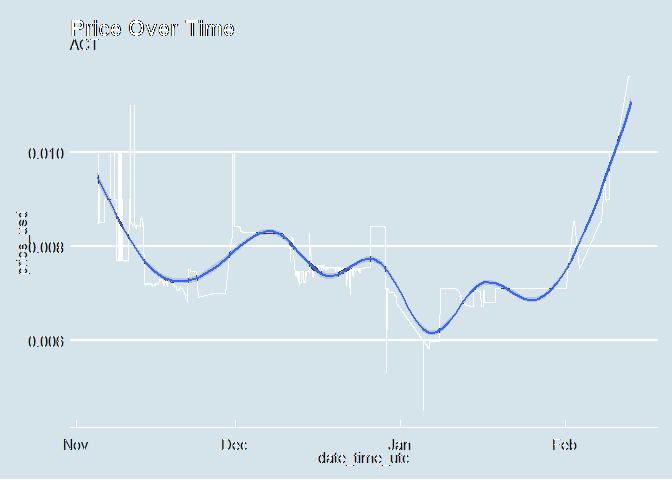 Price Over Time
ACT
price_usd
0.010
0.008
0.006
Nov Dec Jan Feb
date_time_utc